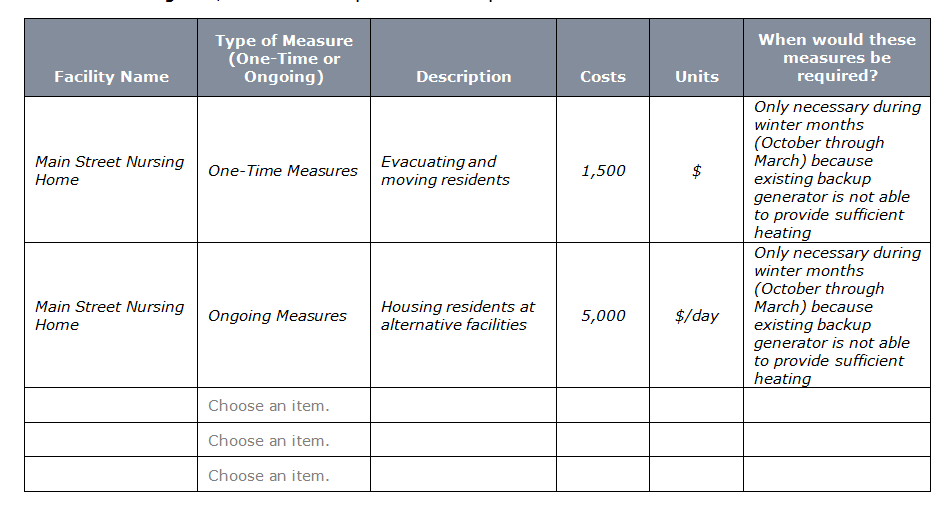 Facility Name
Type of Measure
(One-Time or
Ongoing)
Description
Costs
Units
When would these
measures be
required?
Main Street Nursing
Home
One-Time Measures
Evacuating and
moving residents
1,500
$
Only necessary during
winter months
(October through
March) because
existing backup
generator is not able
to provide sufficient
heating
Main Street Nursing
Home
Ongoing Measures
Housing residents at
alternative facilities
5,000
$/day
Only necessary during
winter months
(October through
March) because
existing backup
generator is not able
to provide sufficient
heating
Choose an item.
Choose an item.
Choose an item.